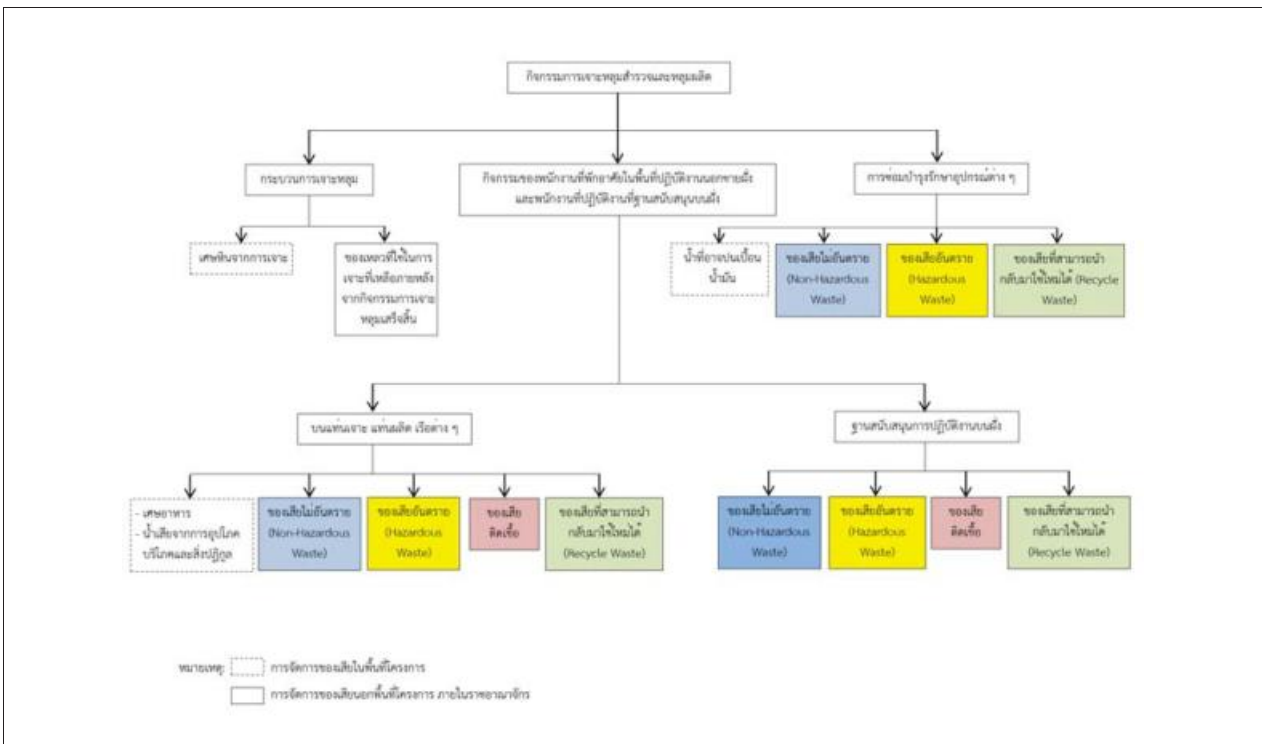 กิจกรรมการเจาะหลุมสำรวจและหลุมผลิต
กระบวนการเจาะหลุม
กิจกรรมของพนักงานที่พักอาศัยในพื้นที่ปฏิบัติงานนอกชายฝั่ง
และพนักงานที่ปฏิบัติงานที่ฐานสนับสนุนบนฝั่ง
การซ่อมบำรุงรักษาอุปกรณ์ต่าง ๆ
เศษหินจากการเจาะ
ของเหลวที่ใช้ในการ
เจาะที่เหลือภายหลัง
จากกิจกรรมการเจาะ
หลุมเสร็จสิ้น
น้ำที่อาจปนเปื้อน
น้ำมัน
ของเสียไม่อันตราย
(Non-Hazardous
Waste)
ของเสียอันตราย
(Hazardous
Waste)
ของเสียที่สามารถนำ
กลับมาใช้ใหม่ได้ (Recycle
Waste)
บนแท่นเจาะ แท่นผลิต เรือต่าง ๆ
ฐานสนับสนุนการปฏิบัติงานบนฝั่ง
- เศษอาหาร
- น้ำเสียจากการอุปโภค
บริโภคและสิ่งปฏิกูล
ของเสียไม่อันตราย
(Non-Hazardous
Waste)
ของเสียอันตราย
(Hazardous
Waste)
ของเสีย
ติดเชื้อ
ของเสียที่สามารถนำ
กลับมาใช้ใหม่ได้
(Recycle Waste)
ของเสียไม่อันตราย
(Non-Hazardous
Waste)
ของเสียอันตราย
(Hazardous
Waste)
ของเสีย
ติดเชื้อ
ของเสียที่สามารถนำ
กลับมาใช้ใหม่ได้
(Recycle Waste)
หมายเหตุ: การจัดการของเสียในพื้นที่โครงการ
การจัดการของเสียนอกพื้นที่โครงการ ภายในราชอาณาจักร